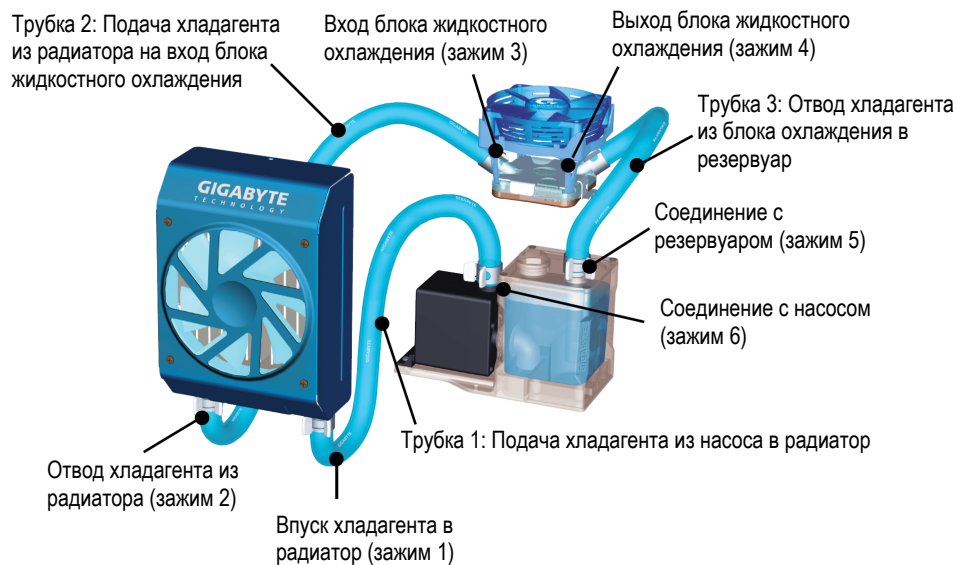 Трубка 2: Подача хладагента
из радиатора на вход блока
жидкостного охлаждения
Вход блока жидкостного
охлаждения (зажим 3)
Выход блока жидкостного
охлаждения (зажим 4)
Трубка 3: Отвод хладагента
из блока охлаждения в
резервуар
GIGABYTE
TECHNOLOGY
Соединение с
резервуаром (зажим 5)
Соединение с насосом
(зажим 6)
Трубка 1: Подача хладагента из насоса в радиатор
Отвод хладагента из
радиатора (зажим 2)
Впуск хладагента в
радиатор (зажим 1)